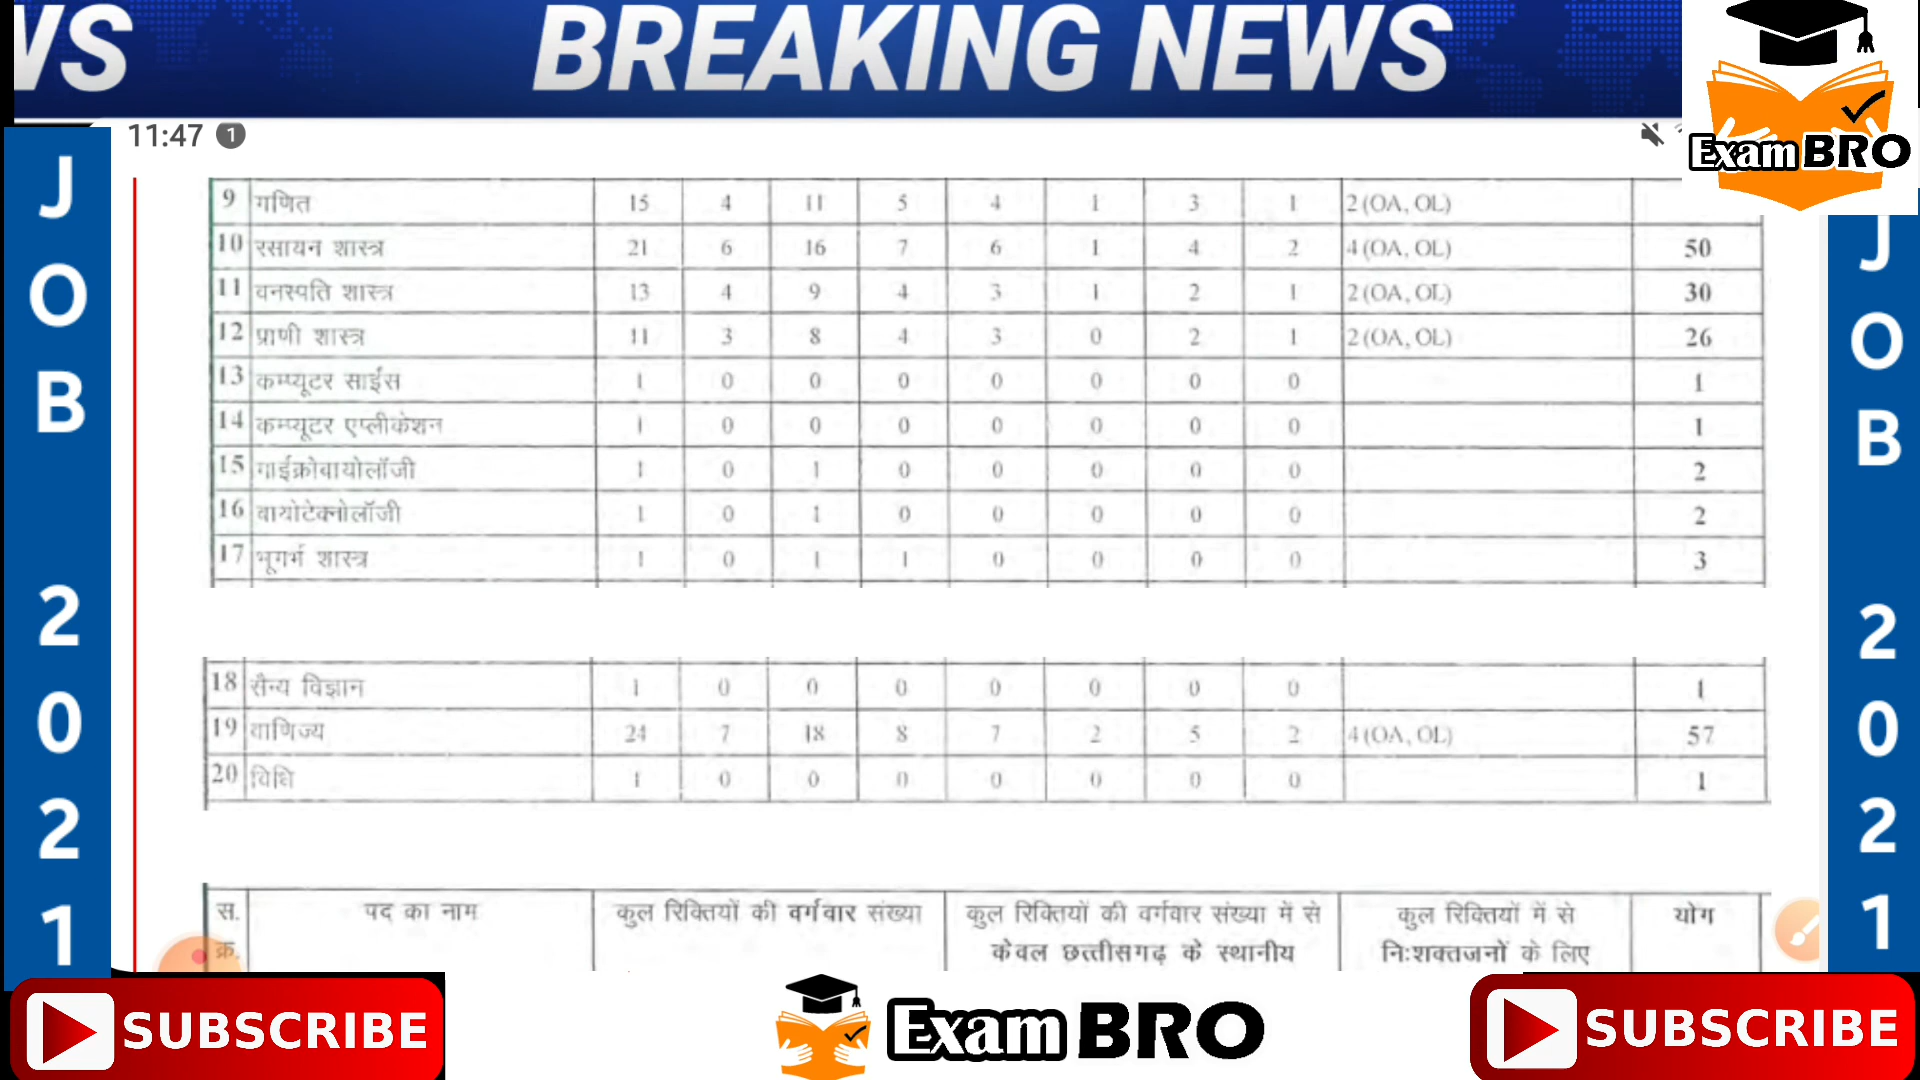 WS BREAKING NEWS
Exam BRO
11:47 1
JOB 2021
JOB 2021
9 गणित 15 4 11 5 4 1 3 1 2(OA, OL)
10 रसायन शास्त्र 21 6 16 7 6 1 4 2 4(OA, OL) 50
11 वनस्पति शास्त्र 13 4 9 4 3 1 2 1 2(OA, OL) 30
12 प्राणी शास्त्र 11 3 8 4 3 0 2 1 2(OA, OL) 26
13 कम्प्यूटर साईंस 1 0 0 0 0 0 0 0 1
14 कम्प्यूटर एप्लीकेशन 1 0 0 0 0 0 0 0 1
15 माईक्रोबायोलॉजी 1 0 1 0 0 0 0 0 2
16 बायोटेक्नोलॉजी 1 0 1 0 0 0 0 0 2
17 भूगर्भ शास्त्र 1 0 1 1 0 0 0 0 3
18 सैन्य विज्ञान 1 0 0 0 0 0 0 0 1
19 वाणिज्य 24 7 18 8 7 2 5 2 4(OA, OL) 57
20 विधि 1 0 0 0 0 0 0 0 1
स. पद का नाम कुल रिक्तियों की वर्गवार संख्या कुल रिक्तियों की वर्गवार संख्या में से कुल रिक्तियों में से योग
क्र. केवल छत्तीसगढ़ के स्थानीय निःशक्तजनों के लिए
SUBSCRIBE Exam BRO SUBSCRIBE